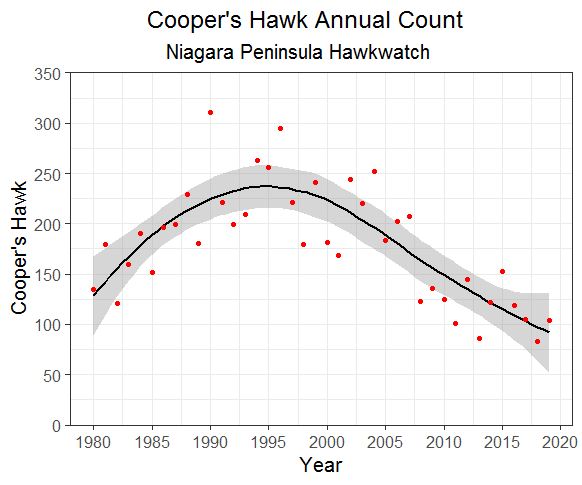 Cooper's Hawk Annual Count
Niagara Peninsula Hawkwatch
350
300
250
200
150
100
50
0
Cooper's Hawk
1980 1985 1990 1995 2000 2005 2010 2015 2020
Year